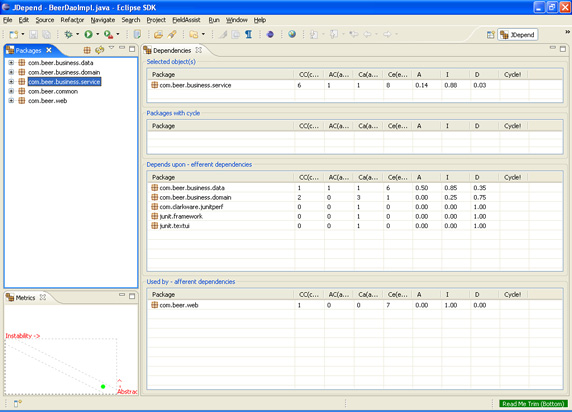 JDepend - BeerDaoImpl.java - Eclipse SDK
File Edit Source Refactor Navigate Search Project FieldAssist Run Window Help
JDepend
Packages
com.beer.business.data
com.beer.business.domain
com.beer.business.service
com.beer.common
com.beer.web
Metrics
Instability ->
Abstrac
Dependencies
Selected object(s)
Package CC(c... AC(a... Ca(a... Ce(e... A I D Cycle!
com.beer.business.service 6 1 1 8 0.14 0.88 0.03
Packages with cycle
Package CC(c... AC(a... Ca(a... Ce(e... A I D Cycle!
Depends upon - efferent dependencies
Package CC(c... AC(a... Ca(a... Ce(e... A I D Cycle!
com.beer.business.data 1 1 1 6 0.50 0.85 0.35
com.beer.business.domain 2 0 3 1 0.00 0.25 0.75
com.clarkware.junitperf 0 0 1 0 0.00 0.00 1.00
junit.framework 0 0 1 0 0.00 0.00 1.00
junit.textui 0 0 1 0 0.00 0.00 1.00
Used by - afferent dependencies
Package CC(c... AC(a... Ca(a... Ce(e... A I D Cycle!
com.beer.web 1 0 0 7 0.00 1.00 0.00
Read Me Trim (Bottom)